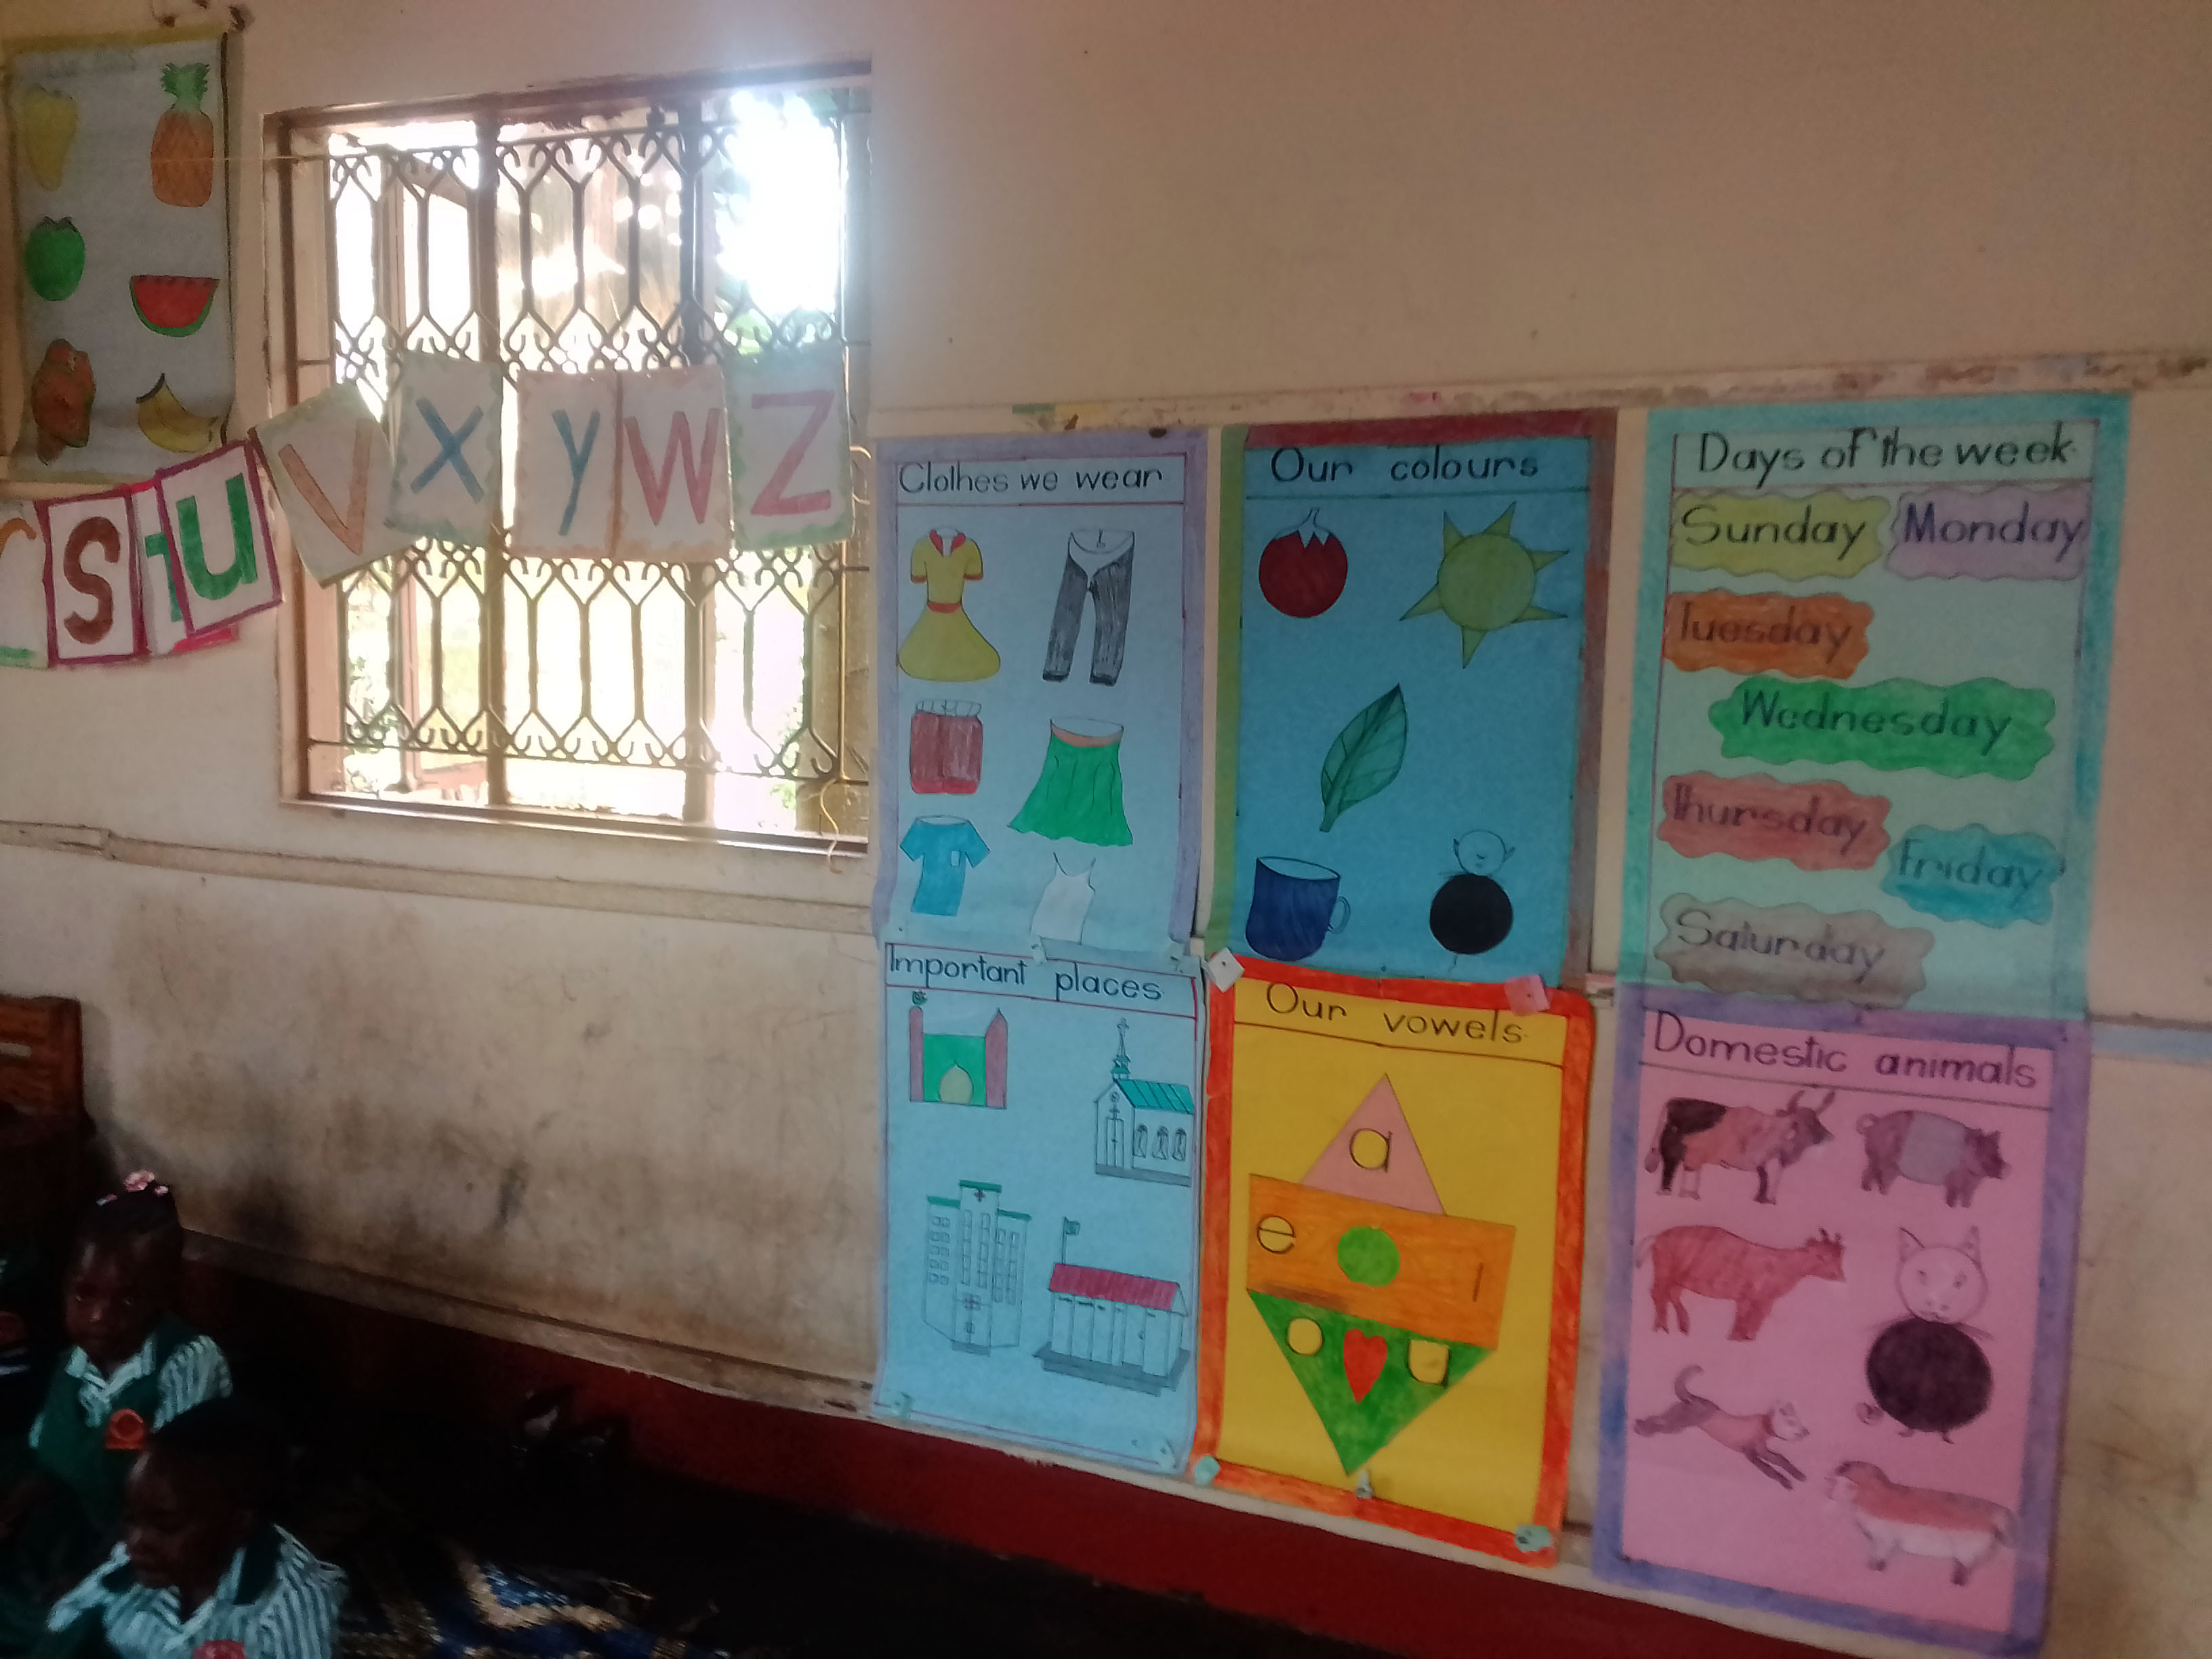 r
s
t
u
v
x
y
w
z
Clothes we wear
Our colours
Days of the week
Sunday
Monday
Tuesday
Wednesday
Thursday
Friday
Saturday
Important places
Our vowels
a
e
i
o
u
Domestic animals